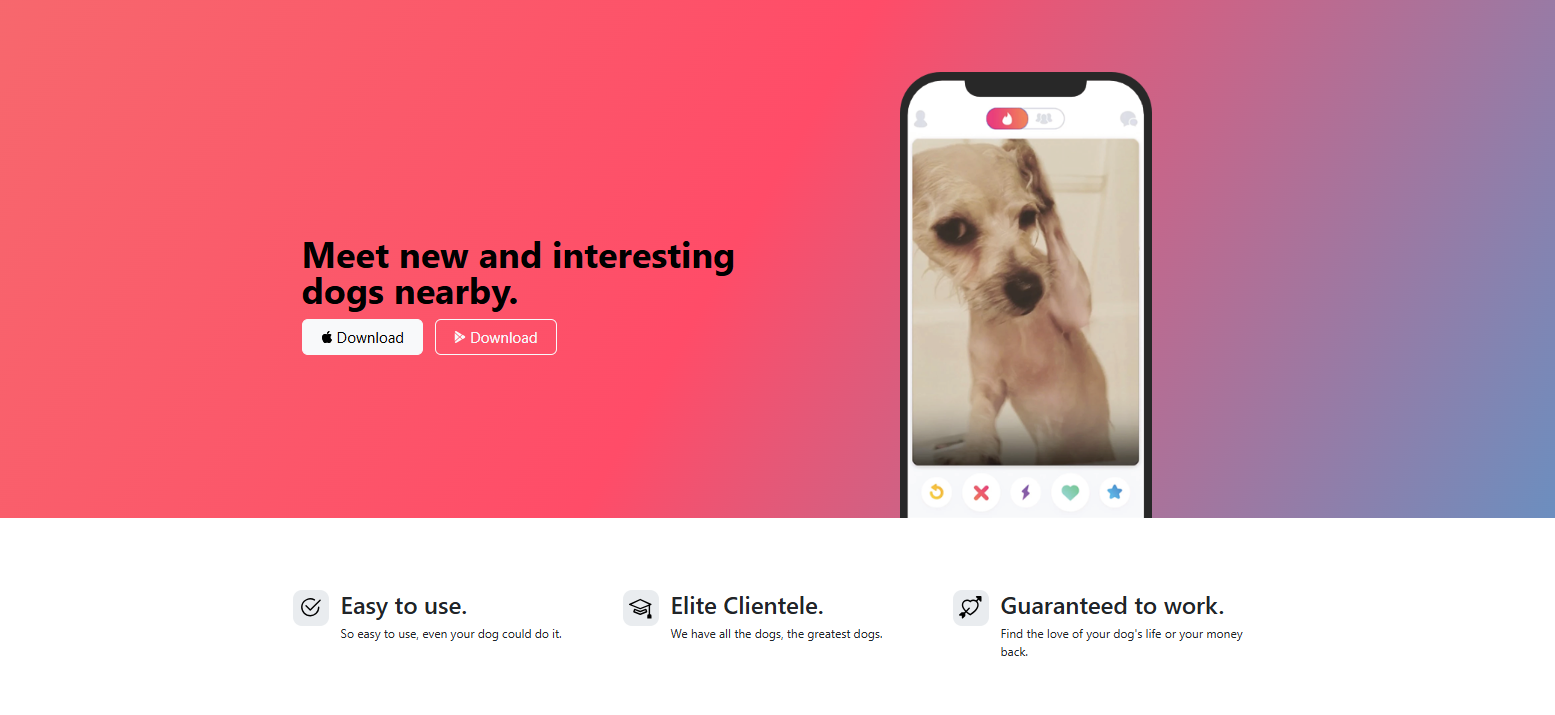 Meet new and interesting
dogs nearby.
Download
Download
Easy to use.
So easy to use, even your dog could do it.
Elite Clientele.
We have all the dogs, the greatest dogs.
Guaranteed to work.
Find the love of your dog's life or your money
back.